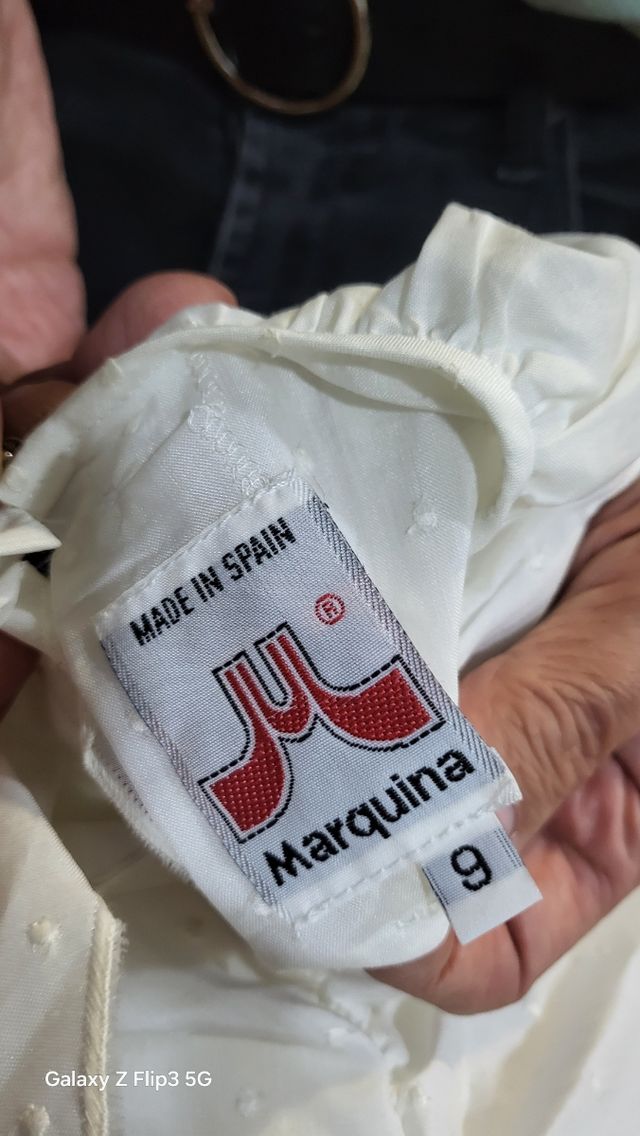 MADE IN SPAIN
®
Marquina
9
Galaxy Z Flip3 5G